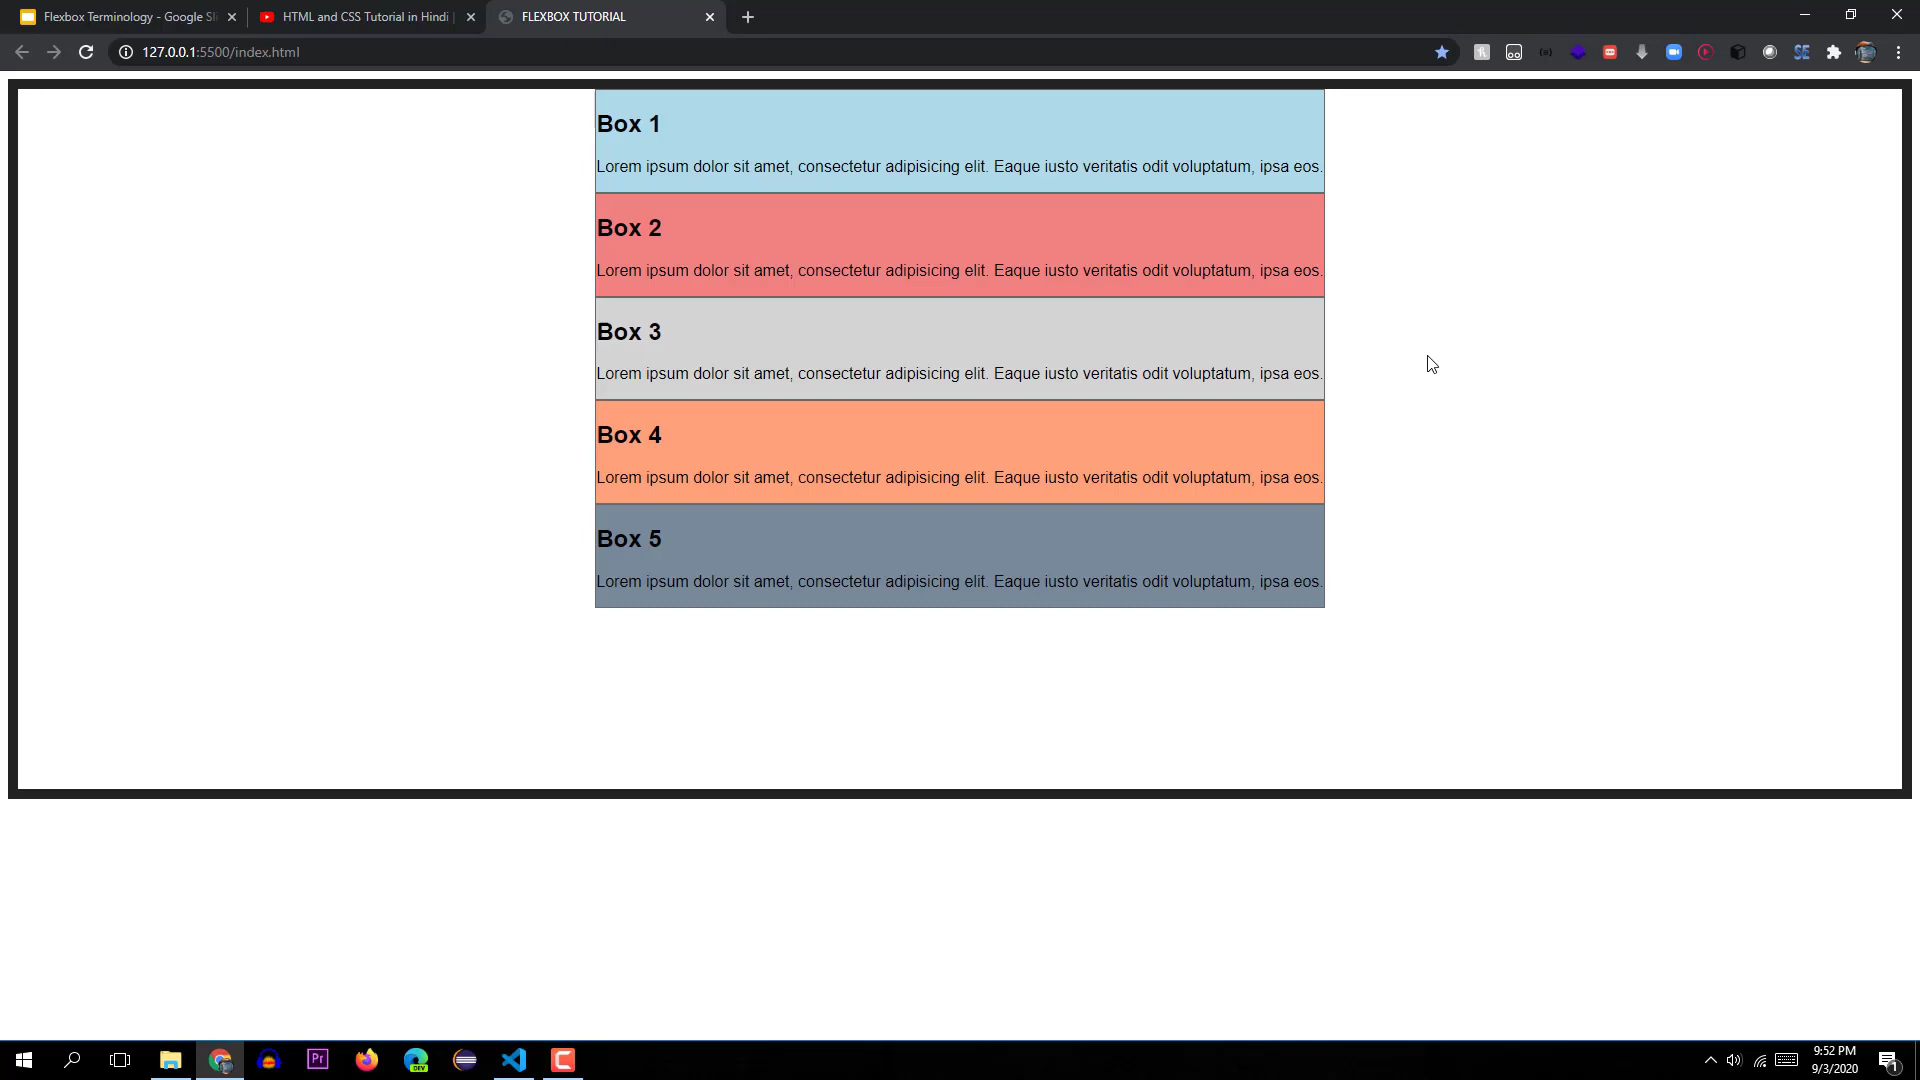 Flexbox Terminology - Google Sli
HTML and CSS Tutorial in Hindi |
FLEXBOX TUTORIAL
127.0.0.1:5500/index.html
Box 1
Lorem ipsum dolor sit amet, consectetur adipisicing elit. Eaque iusto veritatis odit voluptatum, ipsa eos.
Box 2
Lorem ipsum dolor sit amet, consectetur adipisicing elit. Eaque iusto veritatis odit voluptatum, ipsa eos.
Box 3
Lorem ipsum dolor sit amet, consectetur adipisicing elit. Eaque iusto veritatis odit voluptatum, ipsa eos.
Box 4
Lorem ipsum dolor sit amet, consectetur adipisicing elit. Eaque iusto veritatis odit voluptatum, ipsa eos.
Box 5
Lorem ipsum dolor sit amet, consectetur adipisicing elit. Eaque iusto veritatis odit voluptatum, ipsa eos.
Pr
DEV
9:52 PM
9/3/2020
1